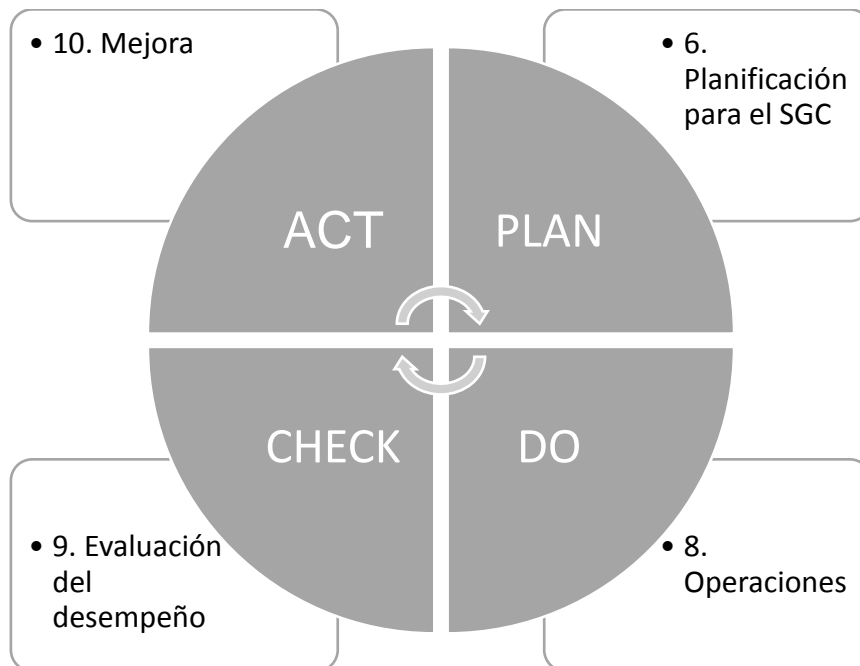 • 10. Mejora
• 6.
Planificación
para el SGC
ACT
PLAN
CHECK
DO
• 9. Evaluación
del
desempeño
• 8.
Operaciones